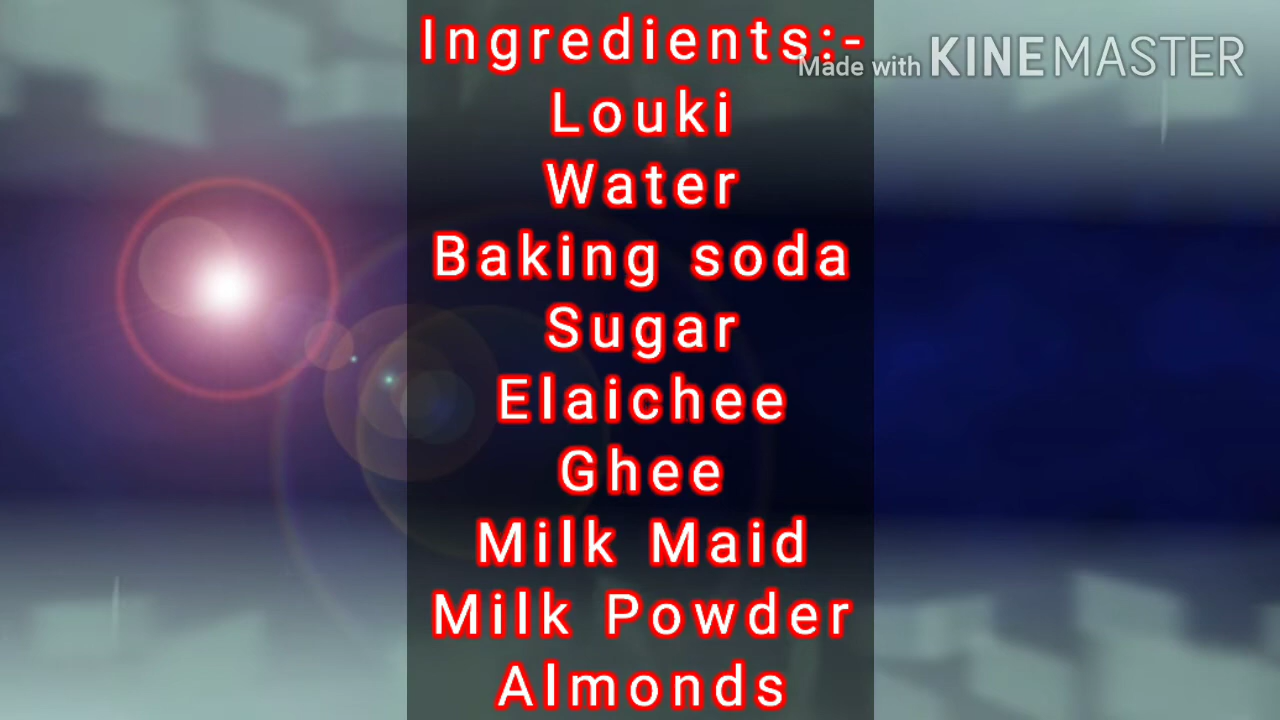 Ingredients:-
Made with KINEMASTER
Louki
Water
Baking soda
Sugar
Elaichee
Ghee
Milk Maid
Milk Powder
Almonds